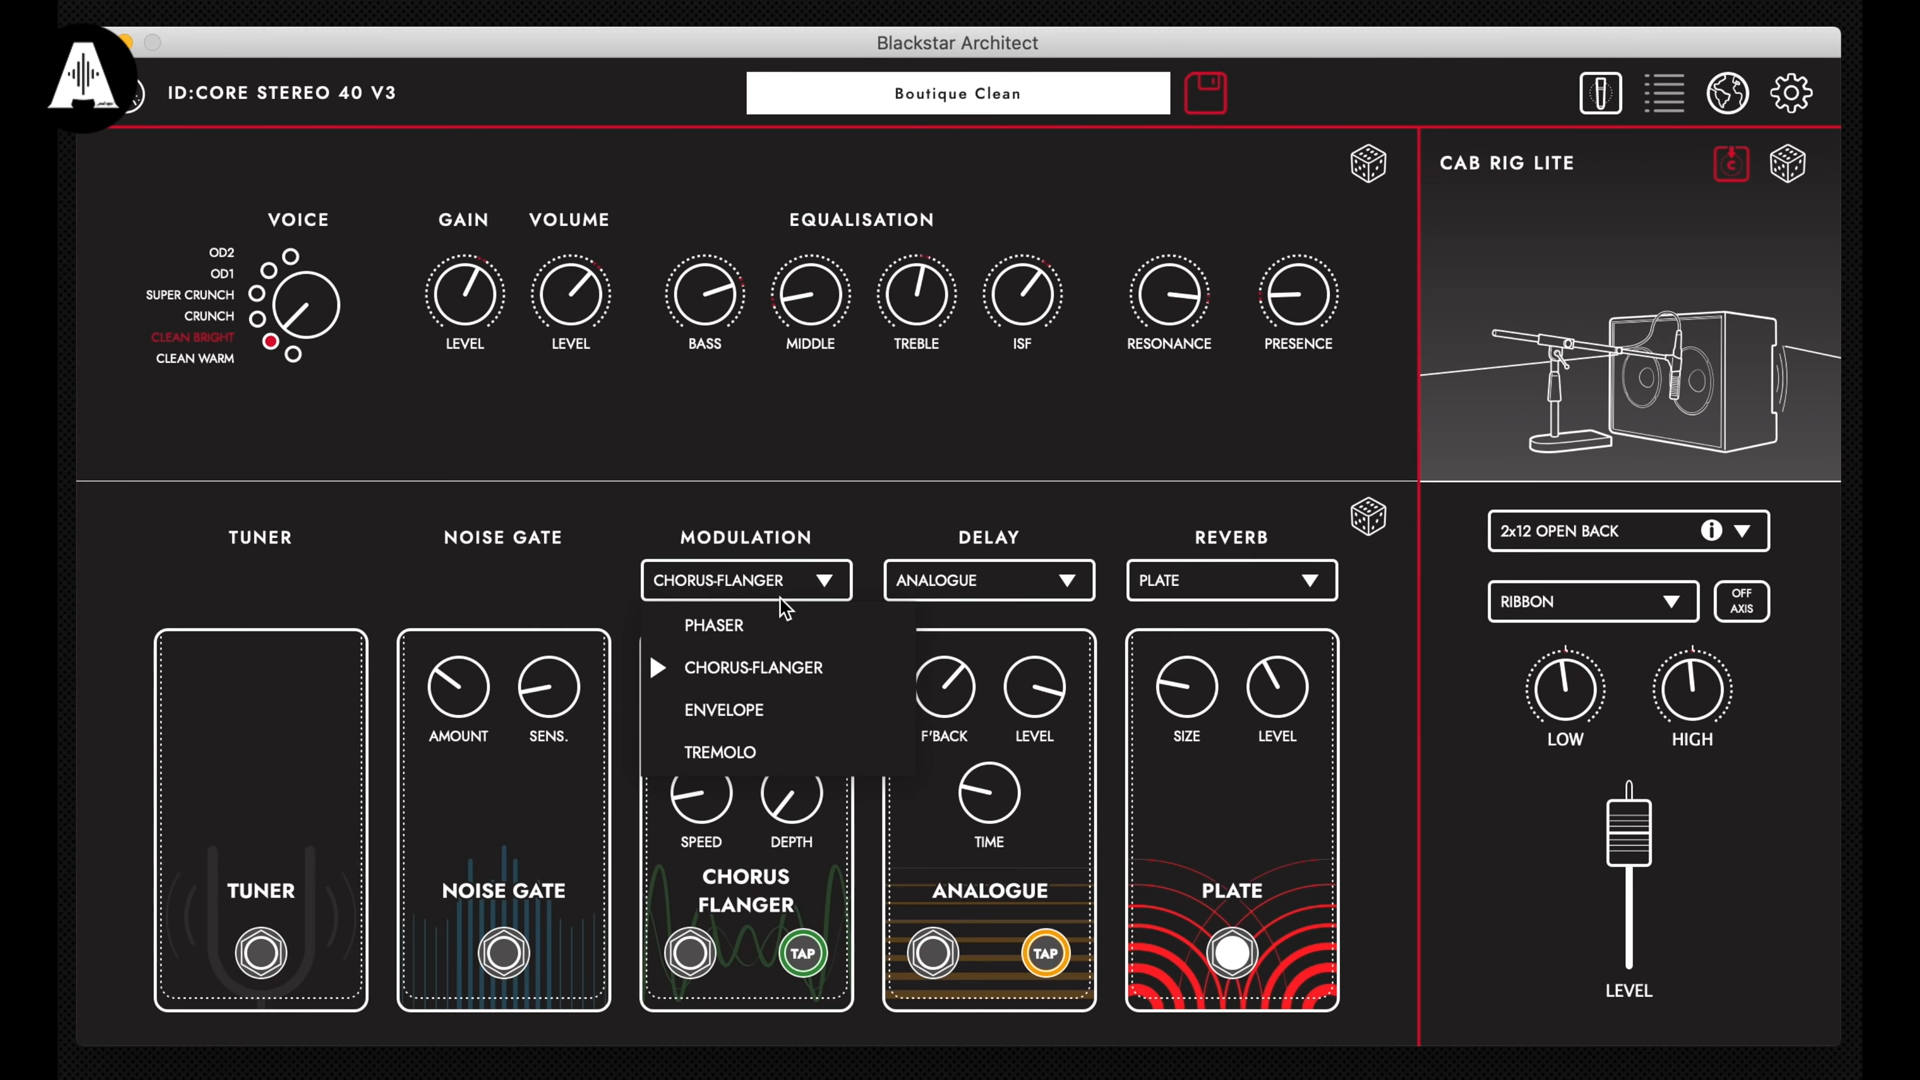 Blackstar Architect
A
ID:CORE STEREO 40 V3
Boutique Clean
CAB RIG LITE
C
VOICE
GAIN
VOLUME
EQUALISATION
OD2
OD1
SUPER CRUNCH
CRUNCH
CLEAN BRIGHT
CLEAN WARM
LEVEL
LEVEL
BASS
MIDDLE
TREBLE
ISF
RESONANCE
PRESENCE
TUNER
NOISE GATE
MODULATION
DELAY
REVERB
2x12 OPEN BACK
i
CHORUS-FLANGER
ANALOGUE
PLATE
RIBBON
OFF
AXIS
PHASER
CHORUS-FLANGER
ENVELOPE
TREMOLO
AMOUNT
SENS.
F'BACK
LEVEL
SIZE
LEVEL
LOW
HIGH
SPEED
DEPTH
TIME
TUNER
NOISE GATE
CHORUS
FLANGER
ANALOGUE
PLATE
TAP
TAP
LEVEL